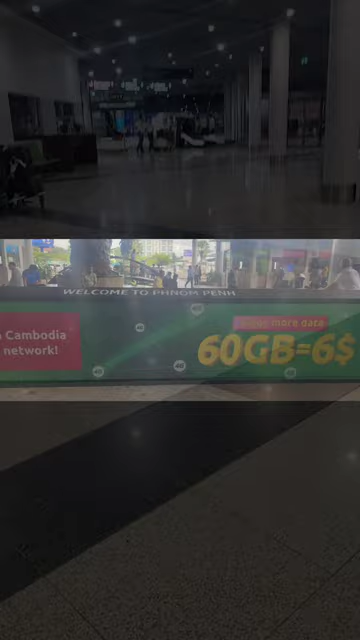 WELCOME TO PHNOM PENH
Cambodia
network!
more data
60GB=6$